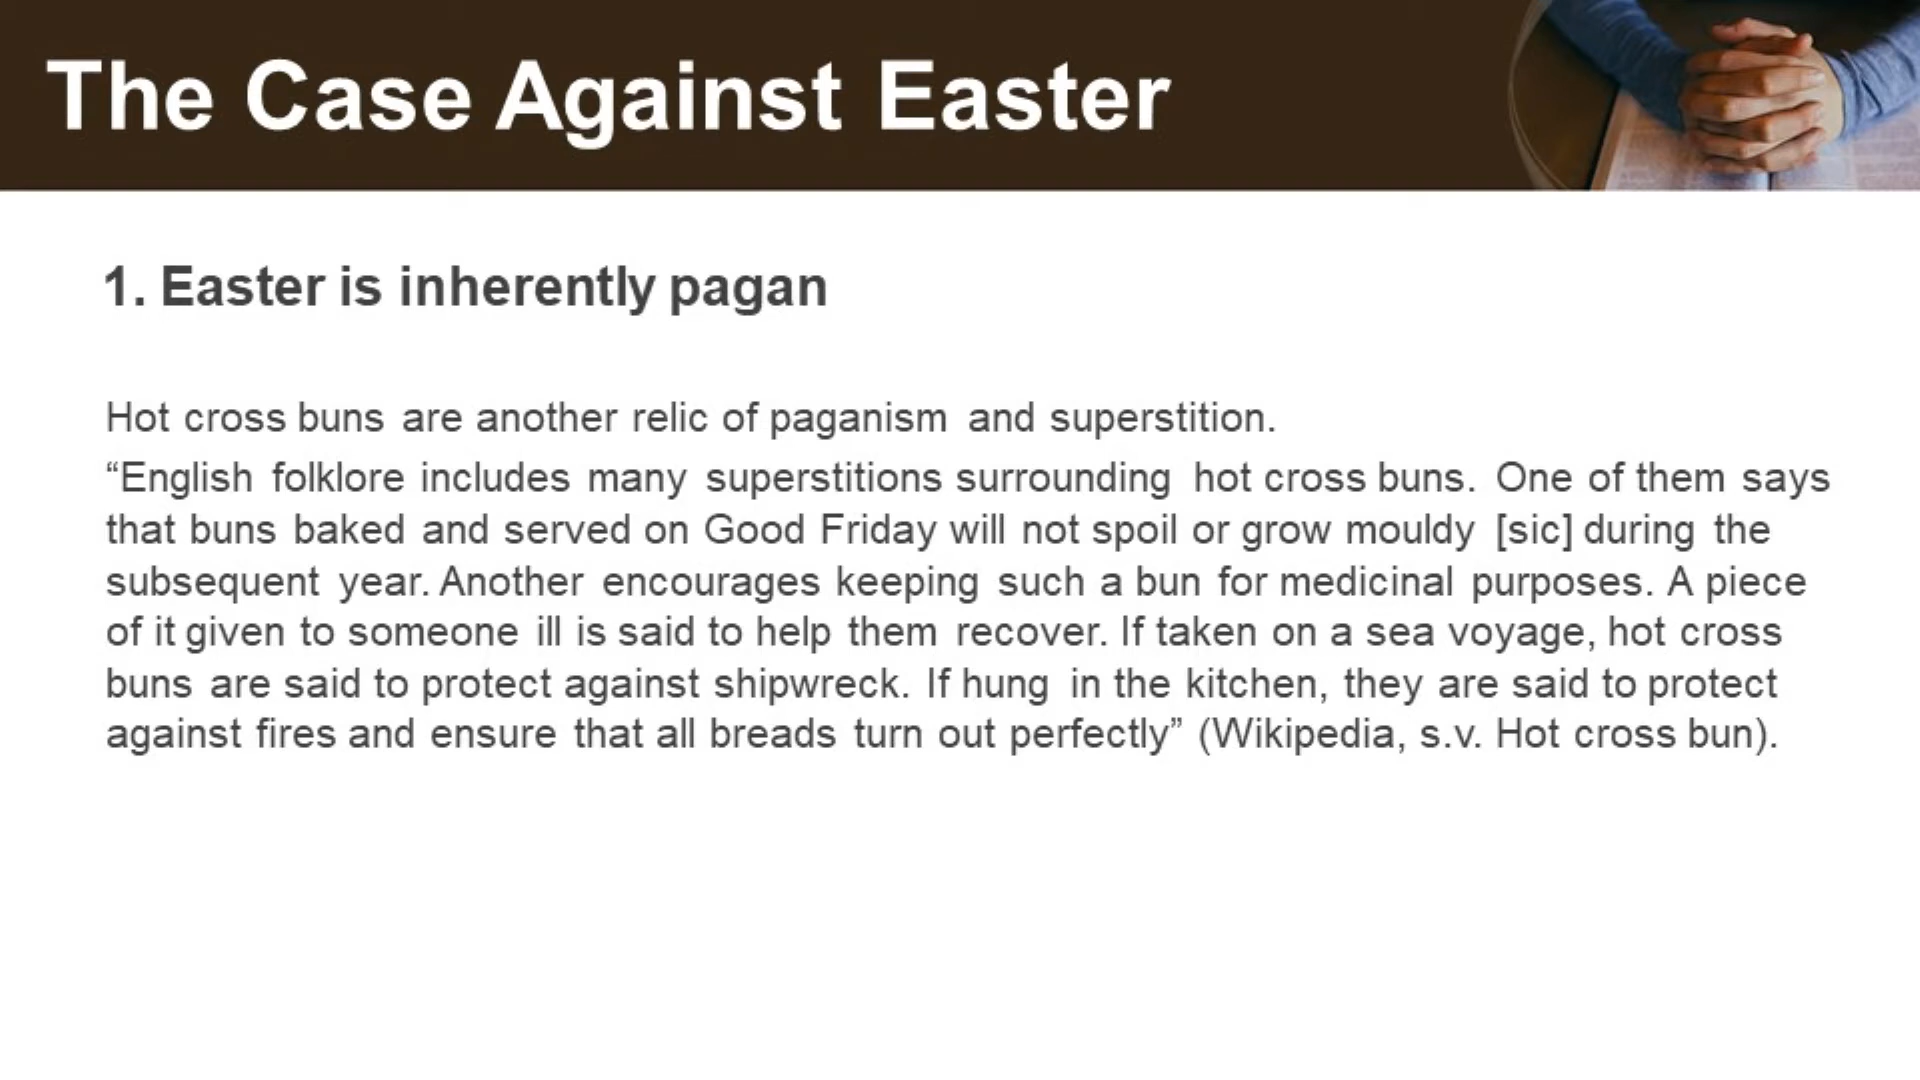 The Case Against Easter
1. Easter is inherently pagan
Hot cross buns are another relic of paganism and superstition.
“English folklore includes many superstitions surrounding hot cross buns. One of them says
that buns baked and served on Good Friday will not spoil or grow mouldy [sic] during the
subsequent year. Another encourages keeping such a bun for medicinal purposes. A piece
of it given to someone ill is said to help them recover. If taken on a sea voyage, hot cross
buns are said to protect against shipwreck. If hung in the kitchen, they are said to protect
against fires and ensure that all breads turn out perfectly” (Wikipedia, s.v. Hot cross bun).